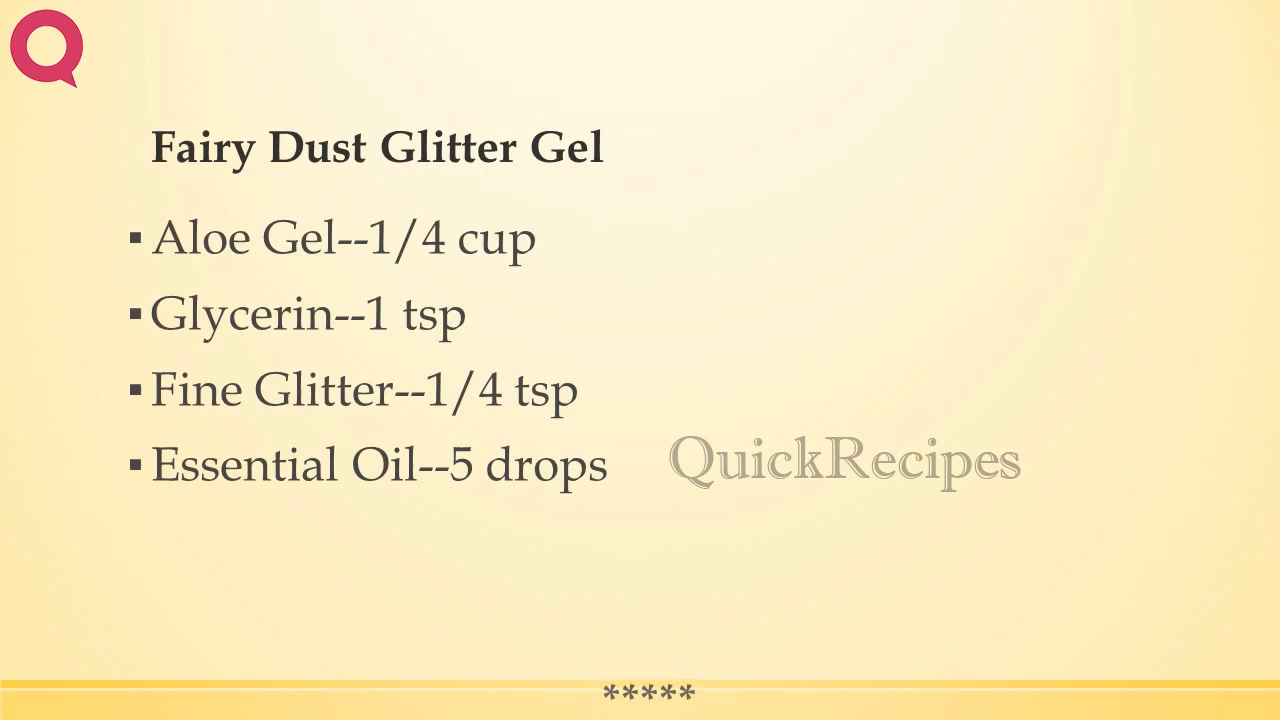 Fairy Dust Glitter Gel
▪ Aloe Gel--1/4 cup
▪ Glycerin--1 tsp
▪ Fine Glitter--1/4 tsp
▪ Essential Oil--5 drops
QuickRecipes
*****